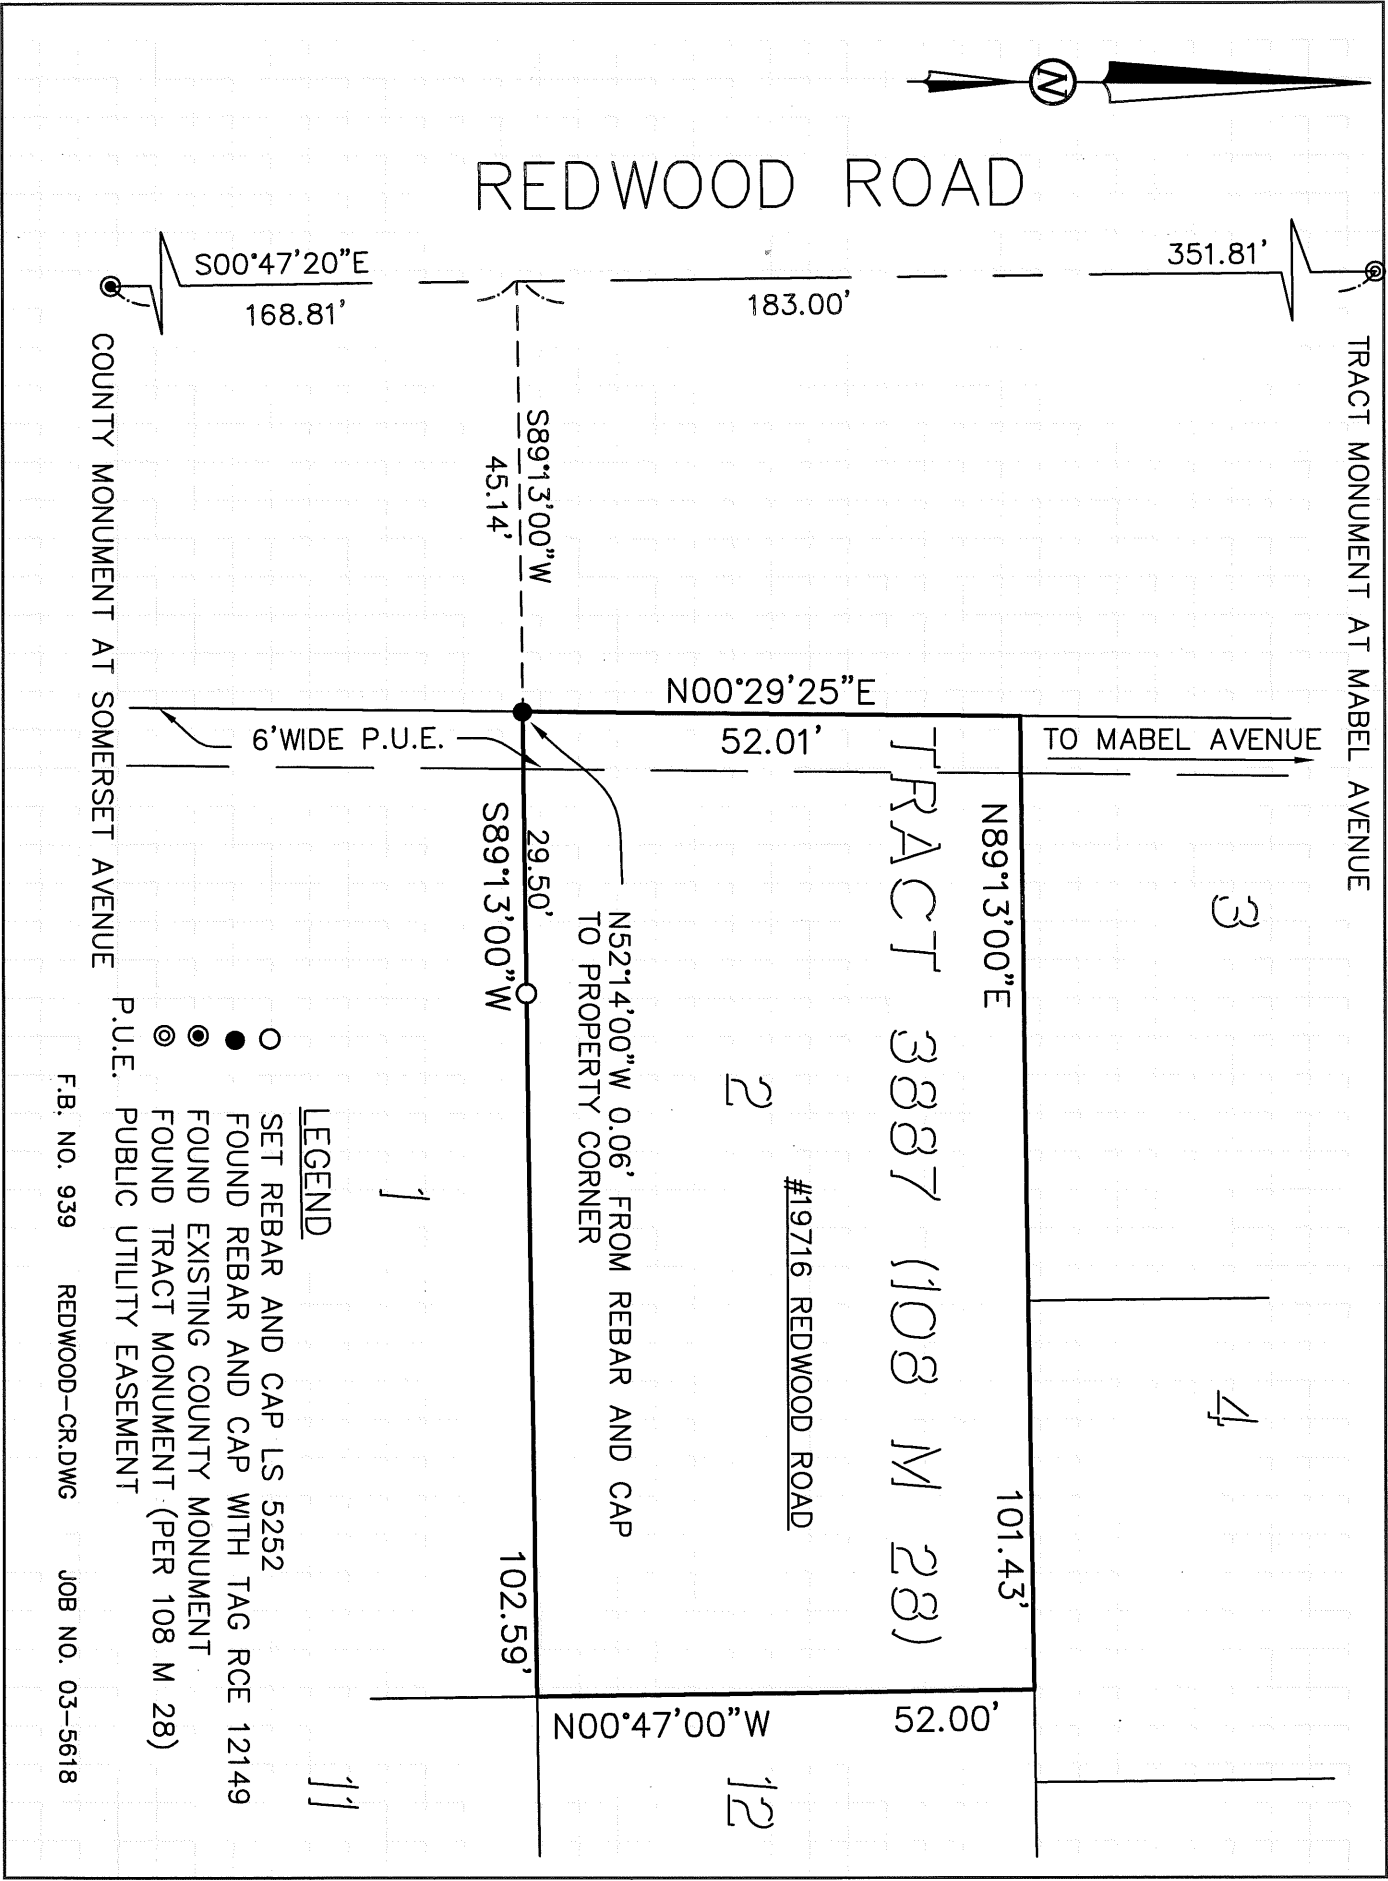 N
REDWOOD ROAD
S00°47'20"E
168.81'
183.00'
351.81'
TRACT MONUMENT AT MABEL AVENUE
COUNTY MONUMENT AT SOMERSET AVENUE
S89°13'00"W
45.14'
N00°29'25"E
52.01'
6'WIDE P.U.E.
TO MABEL AVENUE
29.50'
S89°13'00"W
102.59'
N52°14'00"W 0.06' FROM REBAR AND CAP
TO PROPERTY CORNER
N89°13'00"E
101.43'
TRACT 3887 (108 M 28)
#19716 REDWOOD ROAD
2
3
4
1
11
12
N00°47'00"W
52.00'
LEGEND
SET REBAR AND CAP LS 5252
FOUND REBAR AND CAP WITH TAG RCE 12149
FOUND EXISTING COUNTY MONUMENT
FOUND TRACT MONUMENT (PER 108 M 28)
P.U.E. PUBLIC UTILITY EASEMENT
F.B. NO. 939 REDWOOD-CR.DWG JOB NO. 03-5618